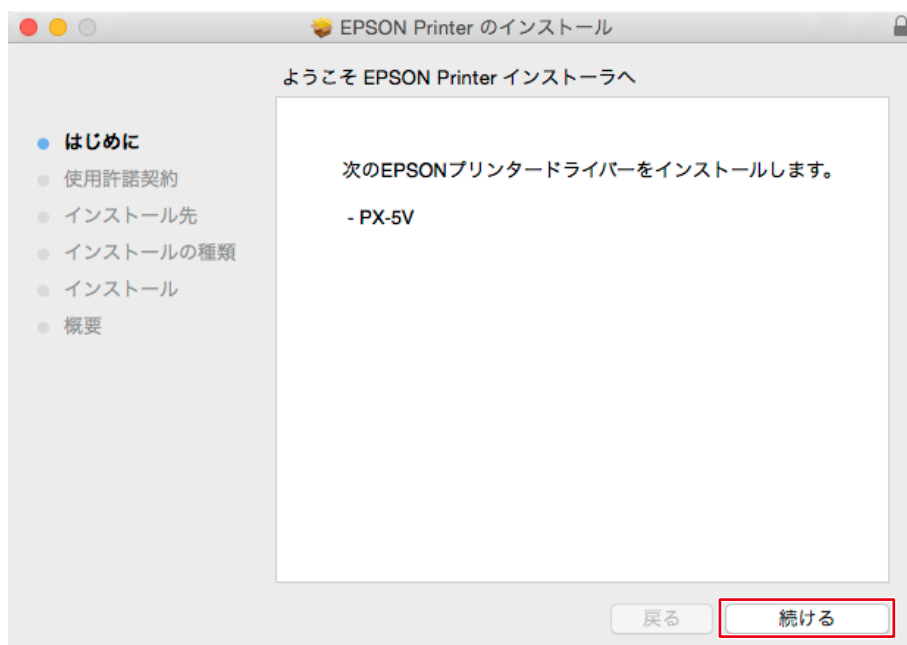 EPSON Printer のインストール
ようこそ EPSON Printer インストーラへ
はじめに
使用許諾契約
インストール先
インストールの種類
インストール
概要
次のEPSONプリンタードライバーをインストールします。
- PX-5V
戻る
続ける